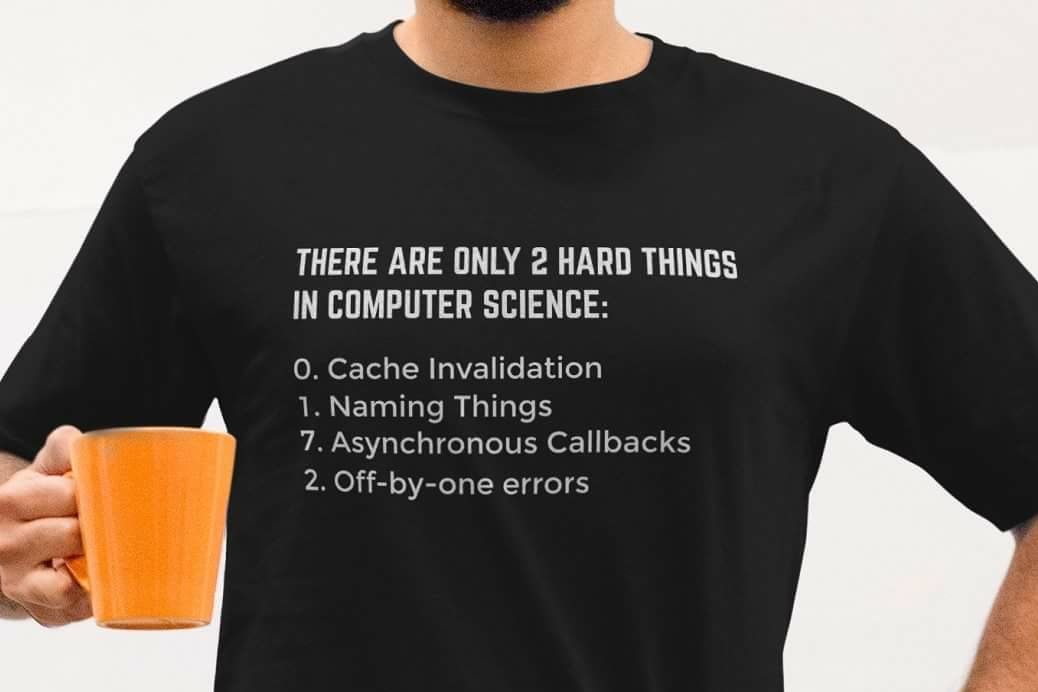 THERE ARE ONLY 2 HARD THINGS
IN COMPUTER SCIENCE:
0. Cache Invalidation
1. Naming Things
7. Asynchronous Callbacks
2. Off-by-one errors